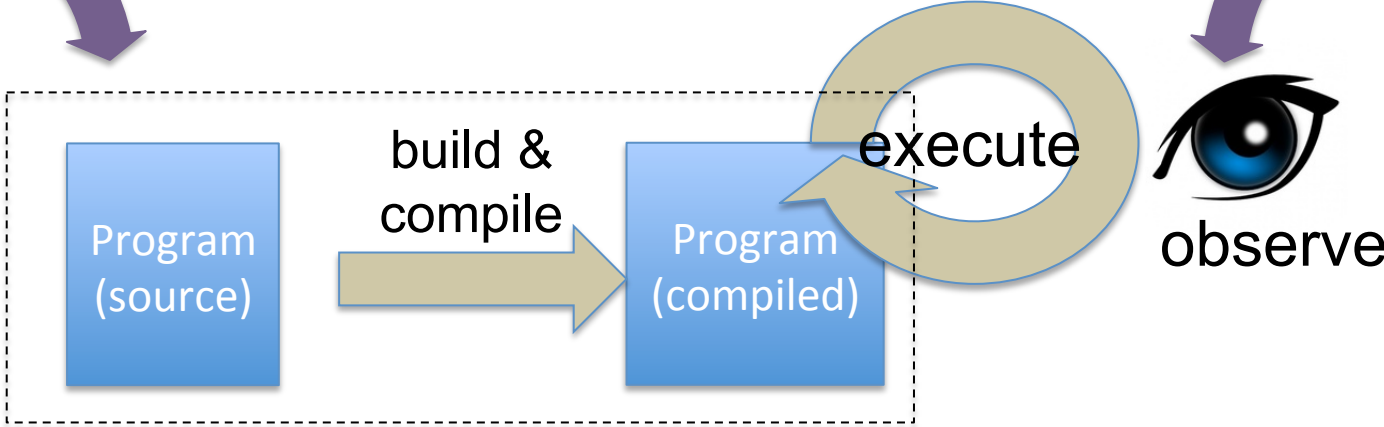 Program
(source)
build &
compile
Program
(compiled)
execute
observe